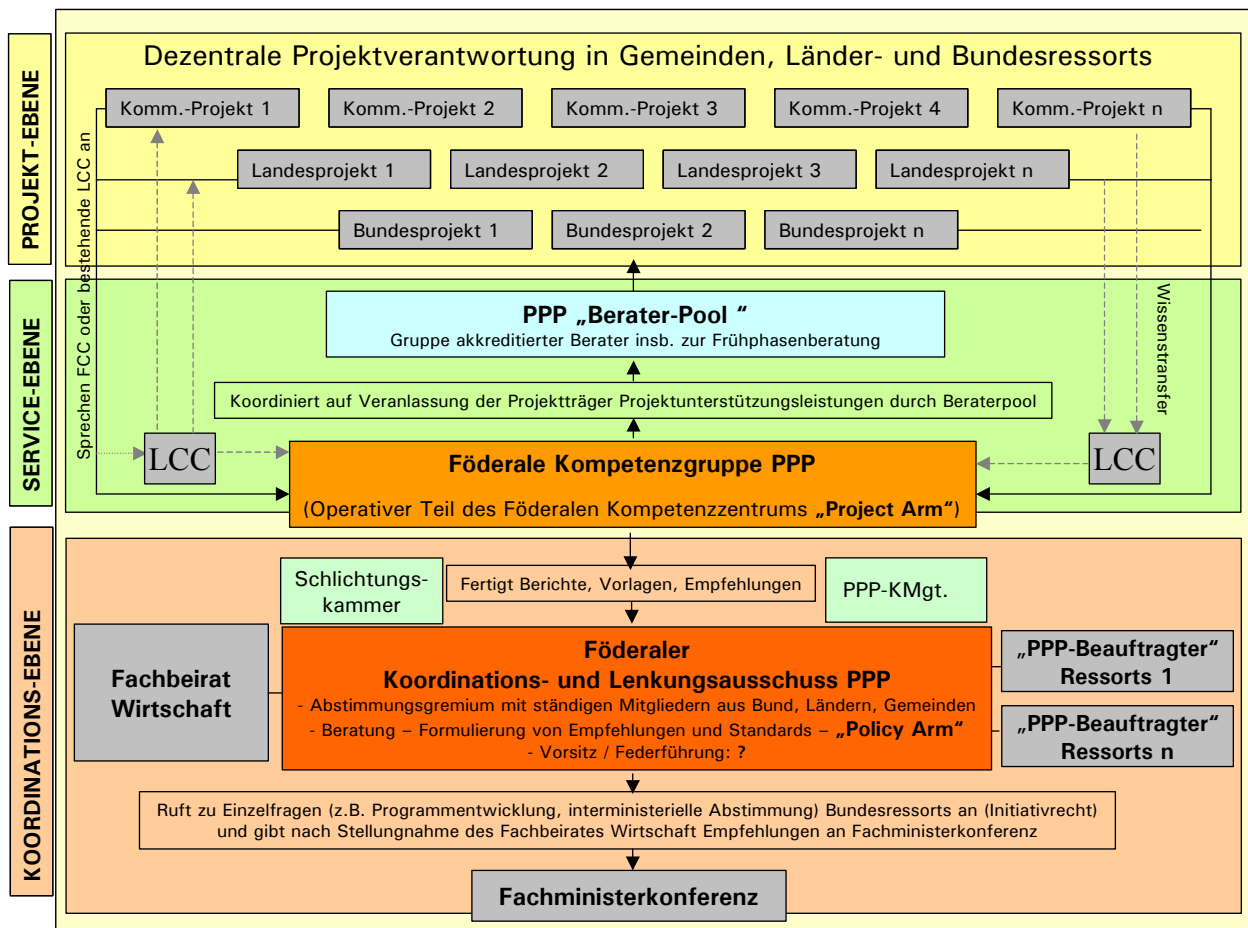 PROJEKT-EBENE
Dezentrale Projektverantwortung in Gemeinden, Länder- und Bundesressorts
Komm.-Projekt 1
Komm.-Projekt 2
Komm.-Projekt 3
Komm.-Projekt 4
Komm.-Projekt n
Landesprojekt 1
Landesprojekt 2
Landesprojekt 3
Landesprojekt n
Bundesprojekt 1
Bundesprojekt 2
Bundesprojekt n
Sprechen FCC oder bestehende LCC an
Wissenstransfer
SERVICE-EBENE
PPP „Berater-Pool “
Gruppe akkreditierter Berater insb. zur Frühphasenberatung
Koordiniert auf Veranlassung der Projektträger Projektunterstützungsleistungen durch Beraterpool
LCC
LCC
Föderale Kompetenzgruppe PPP
(Operativer Teil des Föderalen Kompetenzzentrums „Project Arm“)
KOORDINATIONS-EBENE
Schlichtungs-
kammer
Fertigt Berichte, Vorlagen, Empfehlungen
PPP-KMgt.
Fachbeirat
Wirtschaft
Föderaler
Koordinations- und Lenkungsausschuss PPP
- Abstimmungsgremium mit ständigen Mitgliedern aus Bund, Ländern, Gemeinden
- Beratung – Formulierung von Empfehlungen und Standards – „Policy Arm“
- Vorsitz / Federführung: ?
„PPP-Beauftragter“
Ressorts 1
„PPP-Beauftragter“
Ressorts n
Ruft zu Einzelfragen (z.B. Programmentwicklung, interministerielle Abstimmung) Bundesressorts an (Initiativrecht)
und gibt nach Stellungnahme des Fachbeirates Wirtschaft Empfehlungen an Fachministerkonferenz
Fachministerkonferenz